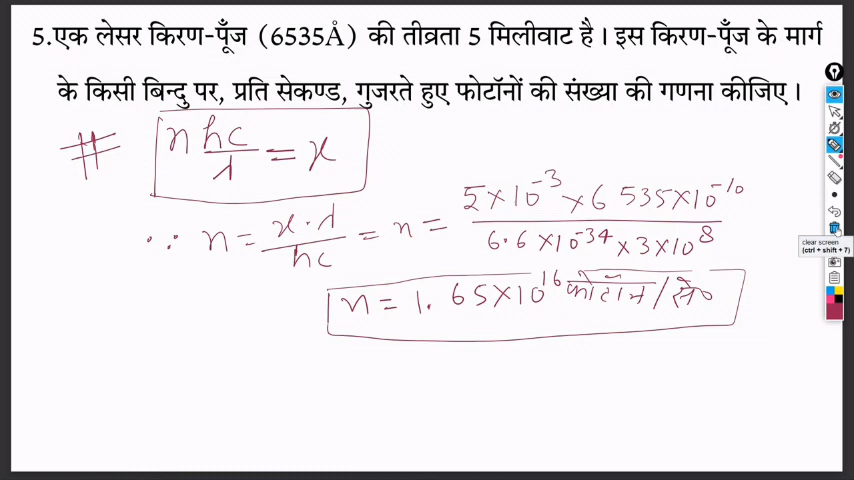 5.एक लेसर किरण-पूँज (6535Å) की तीव्रता 5 मिलीवाट है। इस किरण-पूँज के मार्ग
के किसी बिन्दु पर, प्रति सेकण्ड, गुजरते हुए फोटॉनों की संख्या की गणना कीजिए।
# n hc/λ = x
∴ n = x·λ/hc = n = 5×10⁻³×6535×10⁻¹⁰/6.6×10⁻³⁴×3×10⁸
n = 1.65×10¹⁶ फोटॉन/से०
clear screen
(ctrl + shift + 7)